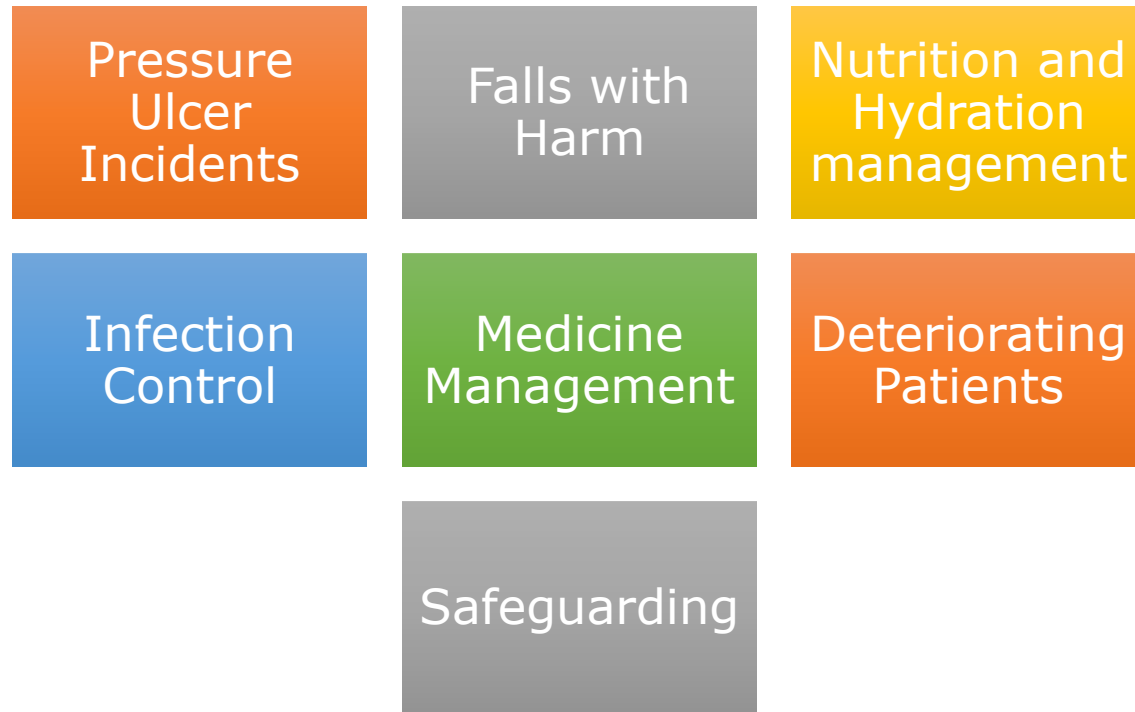 Pressure
Ulcer
Incidents
Falls with
Harm
Nutrition and
Hydration
management
Infection
Control
Medicine
Management
Deteriorating
Patients
Safeguarding